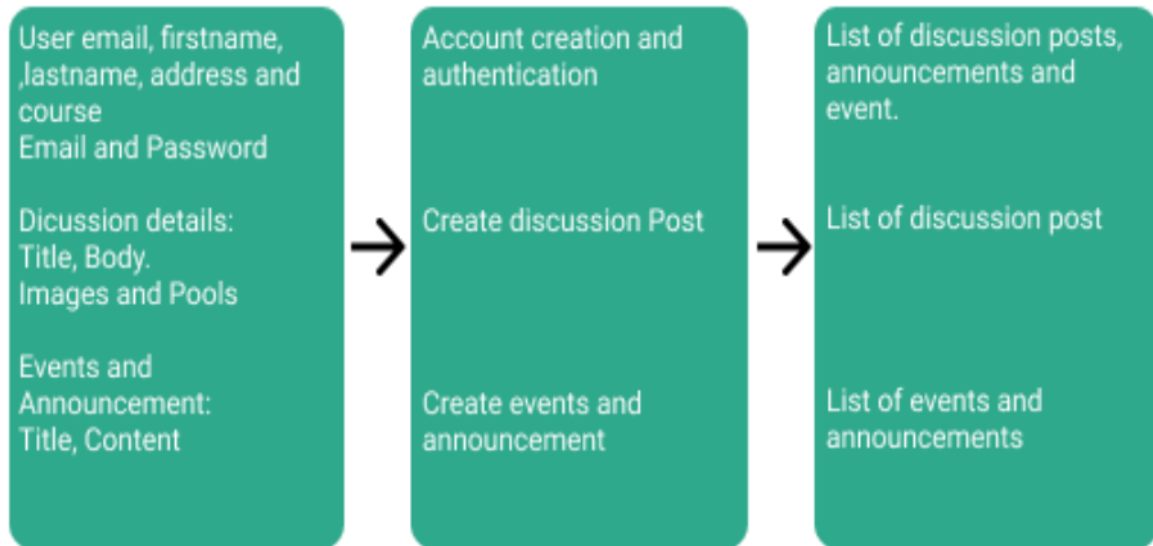 User email, firstname,
,lastname, address and
course
Email and Password
Dicussion details:
Title, Body.
Images and Pools
Events and
Announcement:
Title, Content
Account creation and
authentication
Create discussion Post
Create events and
announcement
List of discussion posts,
announcements and
event.
List of discussion post
List of events and
announcements